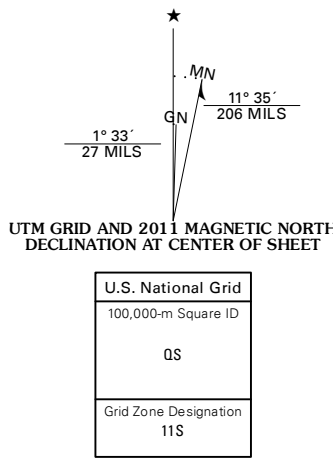 ★
MN
GN
11° 35´
206 MILS
1° 33´
27 MILS
UTM GRID AND 2011 MAGNETIC NORTH
DECLINATION AT CENTER OF SHEET
U.S. National Grid
100,000-m Square ID
QS
Grid Zone Designation
11S